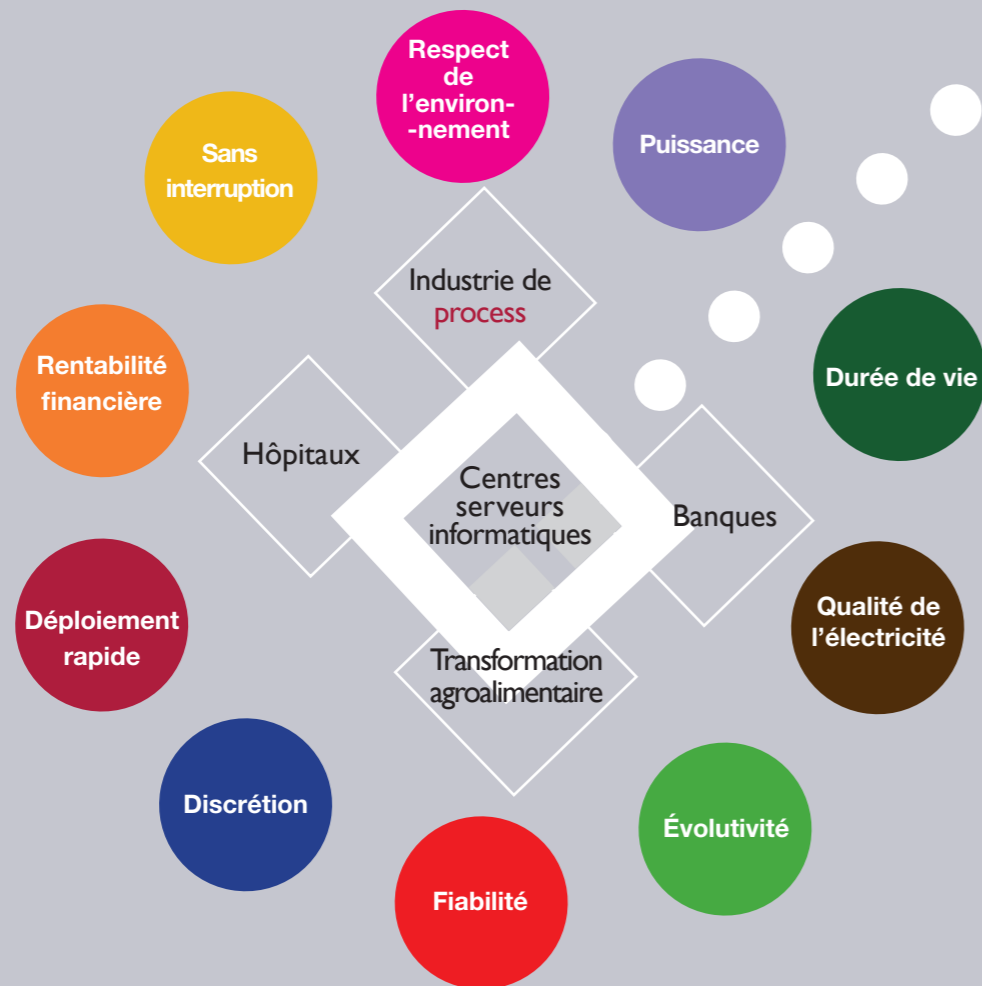 Respect
de
l’environ-
-nement
Puissance
Sans
interruption
Industrie de
process
Rentabilité
financière
Durée de vie
Hôpitaux
Centres
serveurs
informatiques
Banques
Déploiement
rapide
Qualité de
l’électricité
Transformation
agroalimentaire
Discrétion
Évolutivité
Fiabilité